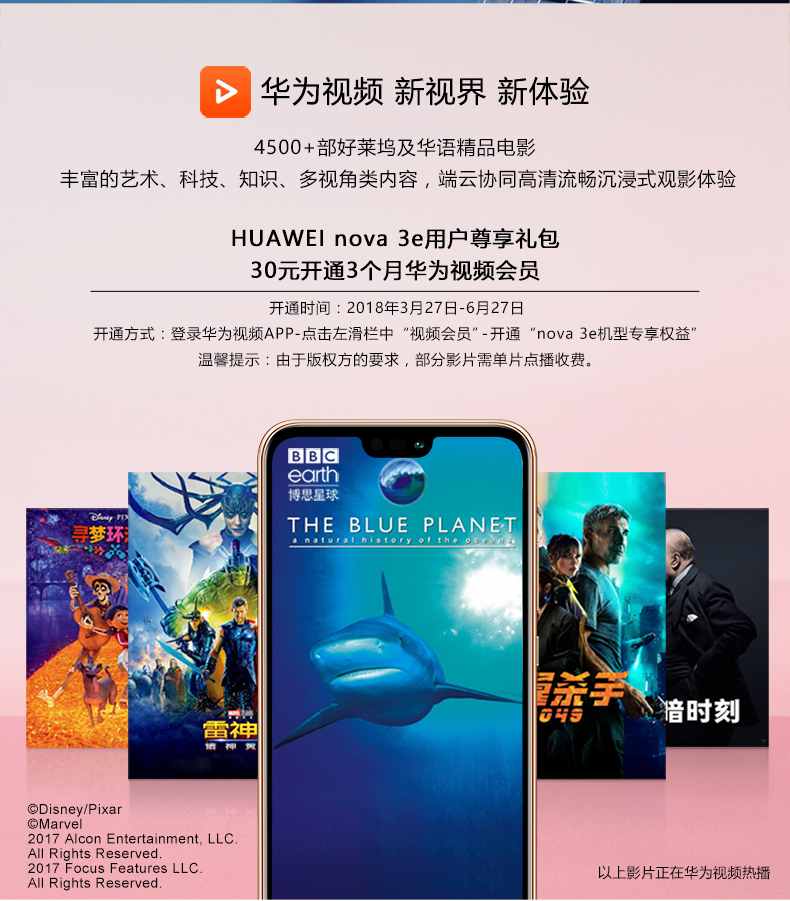 华为视频 新视界 新体验
4500+部好莱坞及华语精品电影
丰富的艺术、科技、知识、多视角类内容，端云协同高清流畅沉浸式观影体验
HUAWEI nova 3e用户尊享礼包
30元开通3个月华为视频会员
开通时间：2018年3月27日-6月27日
开通方式：登录华为视频APP-点击左滑栏中“视频会员”-开通“nova 3e机型专享权益”
温馨提示：由于版权方的要求，部分影片需单片点播收费。
BBC
earth
博思星球
THE BLUE PLANET
a natural history of the oceans
Disney·PIX
寻梦环
雷神
杀手
049
暗时刻
©Disney/Pixar
©Marvel
2017 Alcon Entertainment, LLC.
All Rights Reserved.
2017 Focus Features LLC.
All Rights Reserved.
以上影片正在华为视频热播